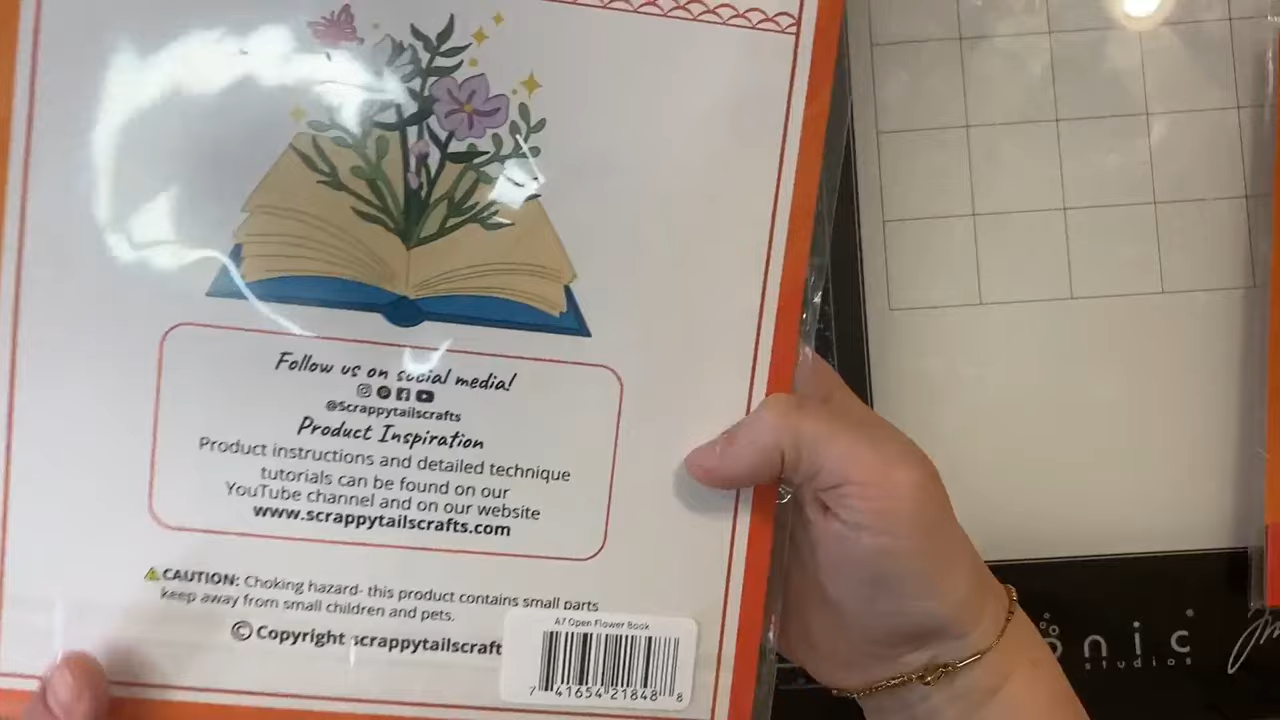 Follow us on social media!
@Scrappytailscrafts
Product Inspiration
Product instructions and detailed technique
tutorials can be found on our
YouTube channel and on our website
www.scrappytailscrafts.com
⚠CAUTION: Choking hazard- this product contains small parts
keep away from small children and pets.
©Copyright scrappytailscraft
A7 Open Flower Book
7 41654 21848 8
onic
studios